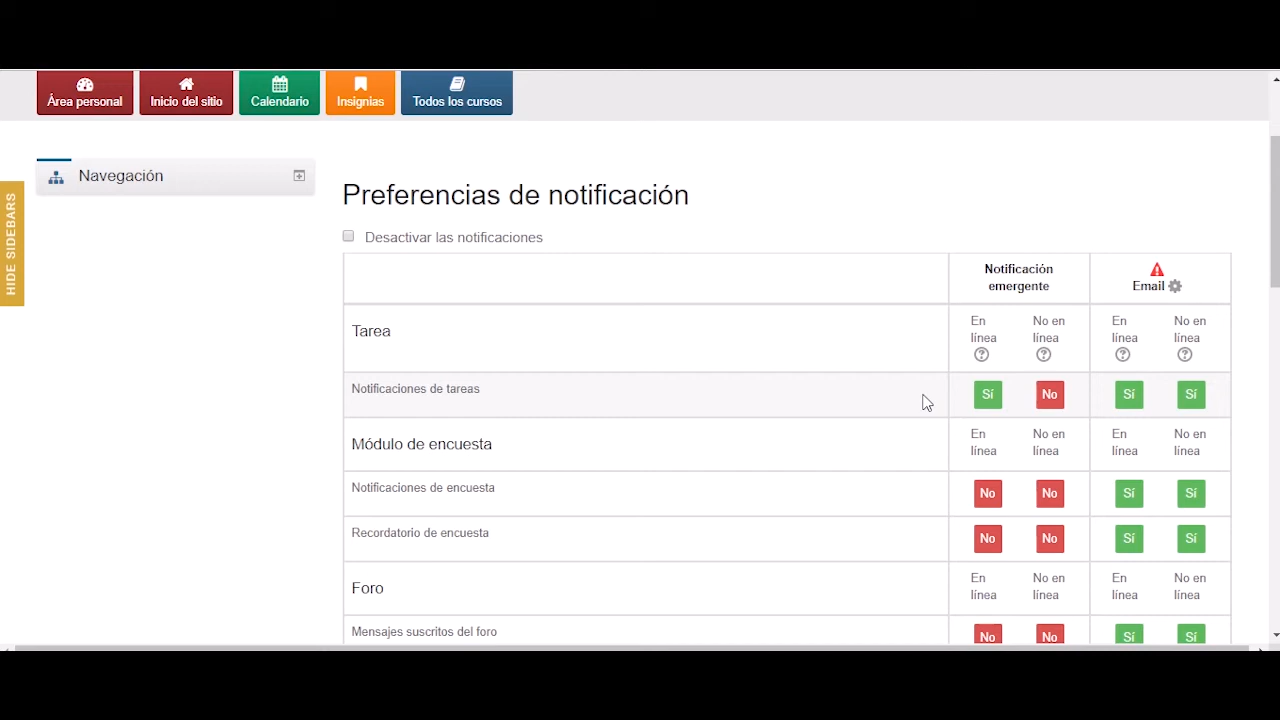 Área personal
Inicio del sitio
Calendario
Insignias
Todos los cursos
HIDE SIDEBARS
Navegación
Preferencias de notificación
Desactivar las notificaciones
Notificación
emergente
Email
Tarea
En
línea
No en
línea
En
línea
No en
línea
Notificaciones de tareas
Sí
No
Sí
Sí
Módulo de encuesta
En
línea
No en
línea
En
línea
No en
línea
Notificaciones de encuesta
No
No
Sí
Sí
Recordatorio de encuesta
No
No
Sí
Sí
Foro
En
línea
No en
línea
En
línea
No en
línea
Mensajes suscritos del foro
No
No
Sí
Sí